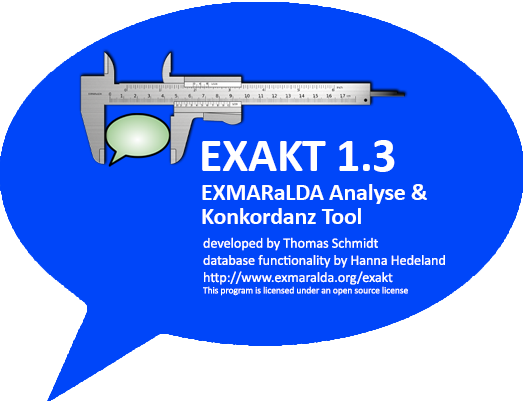 EXAKT 1.3
EXMARaLDA Analyse &
Konkordanz Tool
developed by Thomas Schmidt
database functionality by Hanna Hedeland
http://www.exmaralda.org/exakt
This program is licensed under an open source license